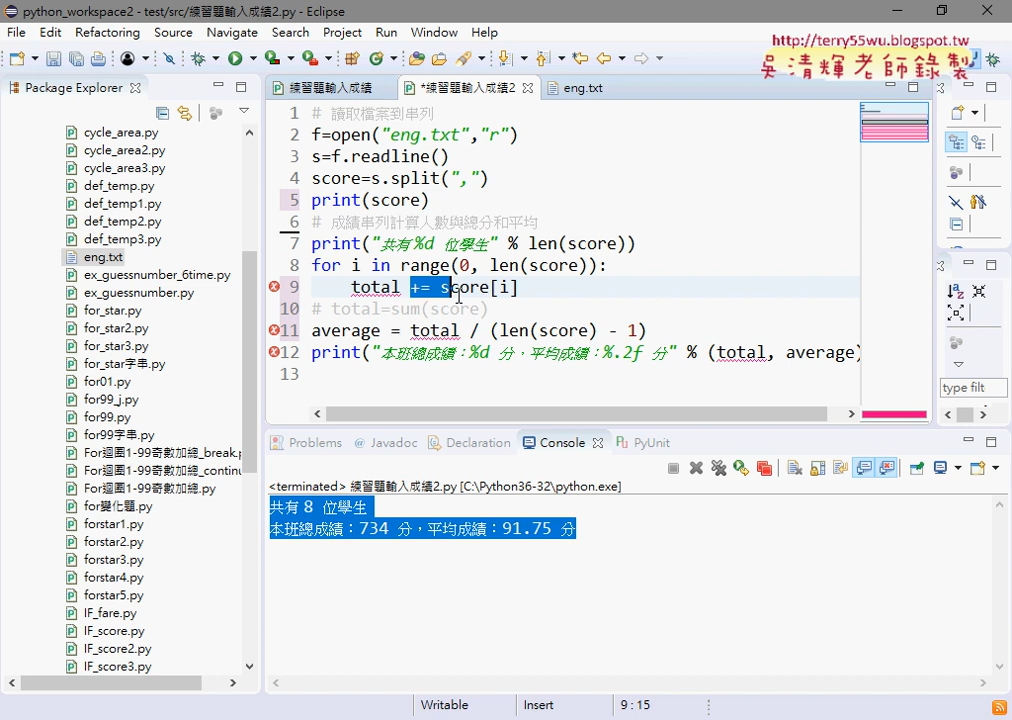 python_workspace2 - test/src/練習題輸入成績2.py - Eclipse
File Edit Refactoring Source Navigate Search Project Run Window Help
http://terry55wu.blogspot.tw
吳清輝老師錄製
Package Explorer
練習題輸入成績
*練習題輸入成績2
eng.txt
cycle_area.py
cycle_area2.py
cycle_area3.py
def_temp.py
def_temp1.py
def_temp2.py
def_temp3.py
eng.txt
ex_guessnumber_6time.py
ex_guessnumber.py
for_star.py
for_star2.py
for_star3.py
for_star字串.py
for01.py
for99_j.py
for99.py
for99字串.py
For迴圈1-99奇數加總_break.p
For迴圈1-99奇數加總_continu
For迴圈1-99奇數加總.py
for變化題.py
forstar1.py
forstar2.py
forstar3.py
forstar4.py
forstar5.py
IF_fare.py
IF_score.py
IF_score2.py
IF_score3.py
1 # 讀取檔案到串列
2 f=open("eng.txt","r")
3 s=f.readline()
4 score=s.split(",")
5 print(score)
6 # 成績串列計算人數與總分和平均
7 print("共有%d 位學生" % len(score))
8 for i in range(0, len(score)):
9 total += score[i]
10 # total=sum(score)
11 average = total / (len(score) - 1)
12 print("本班總成績：%d 分，平均成績：%.2f 分" % (total, average)
13
type filt
Problems Javadoc Declaration Console PyUnit
<terminated> 練習題輸入成績2.py [C:\Python36-32\python.exe]
共有8 位學生
本班總成績：734 分，平均成績：91.75 分
Writable Insert 9 : 15